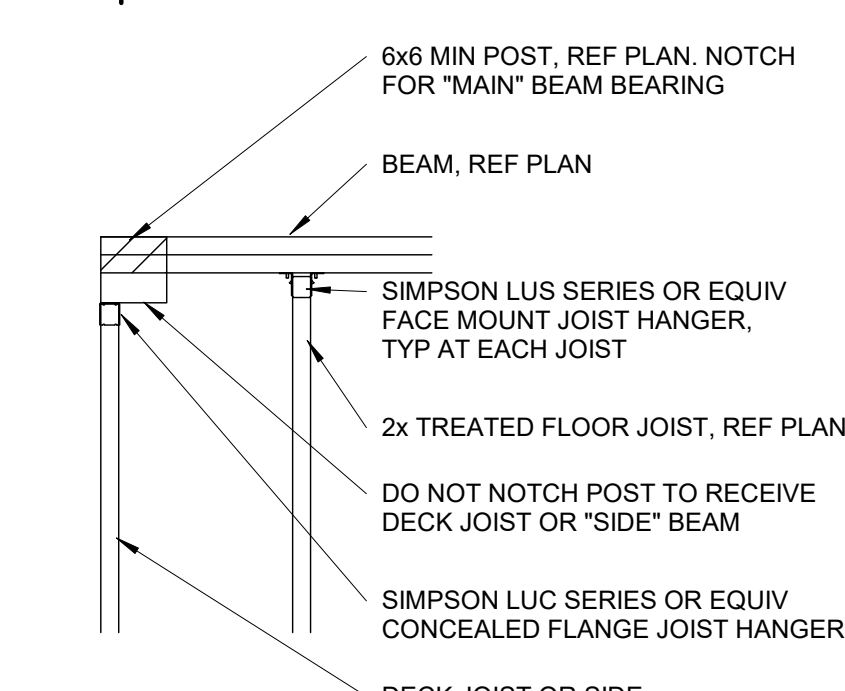 6x6 MIN POST, REF PLAN. NOTCH
FOR "MAIN" BEAM BEARING
BEAM, REF PLAN
SIMPSON LUS SERIES OR EQUIV
FACE MOUNT JOIST HANGER,
TYP AT EACH JOIST
2x TREATED FLOOR JOIST, REF PLAN
DO NOT NOTCH POST TO RECEIVE
DECK JOIST OR "SIDE" BEAM
SIMPSON LUC SERIES OR EQUIV
CONCEALED FLANGE JOIST HANGER
DECK JOIST OR SIDE